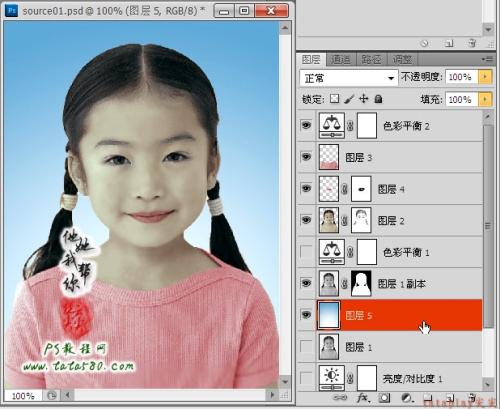 source01.psd @ 100% (图层 5, RGB/8) *
图层 通道 路径 调整
正常 不透明度: 100%
锁定: 填充: 100%
色彩平衡 2
图层 3
图层 4
图层 2
色彩平衡 1
图层 1 副本
图层 5
图层 1
亮度/对比度 1
她
我 帮
你
PS教程网
www.tata580.com
100%